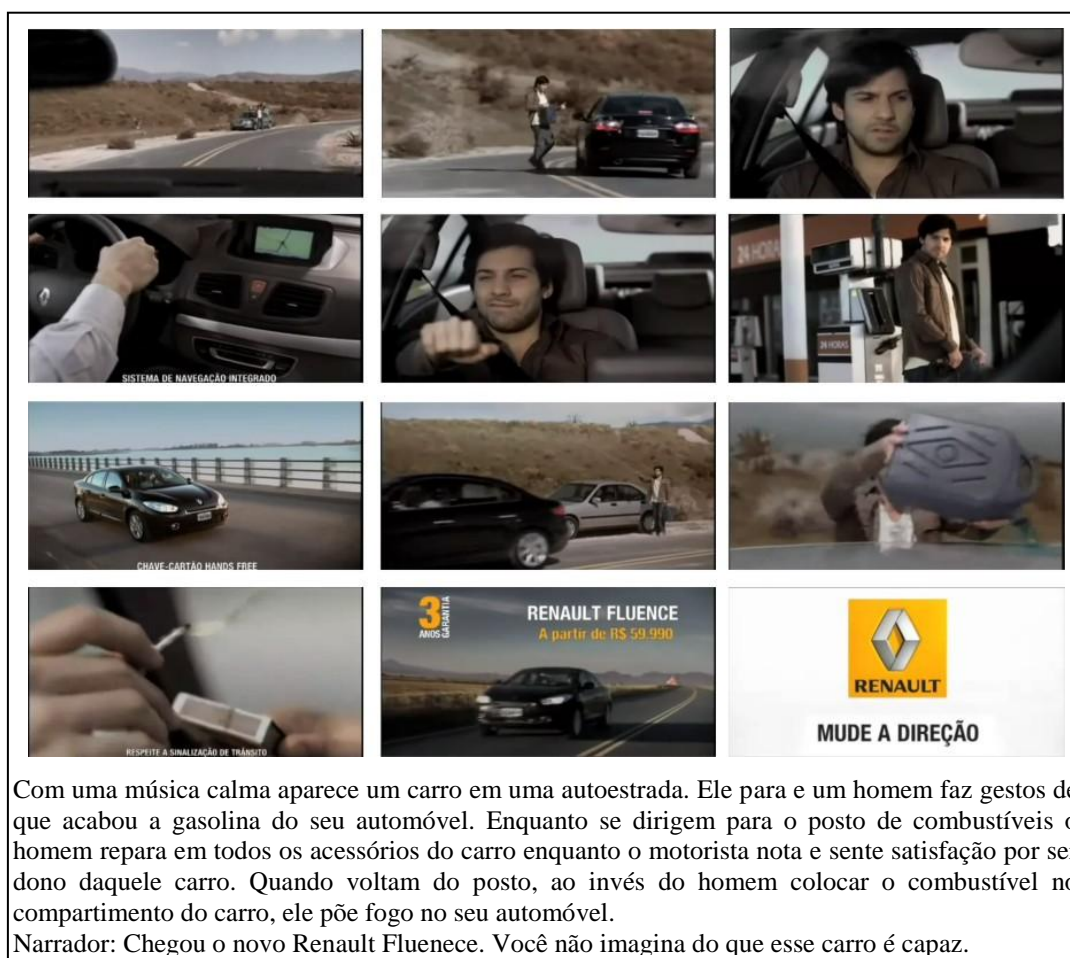 SISTEMA DE NAVEGAÇÃO INTEGRADO
24 HORAS
24 HORAS
CHAVE-CARTÃO HANDS FREE
RESPEITE A SINALIZAÇÃO DE TRÂNSITO
3
ANOS
GARANTIA
RENAULT FLUENCE
A partir de R$ 59.990
RENAULT
MUDE A DIREÇÃO
Com uma música calma aparece um carro em uma autoestrada. Ele para e um homem faz gestos de
que acabou a gasolina do seu automóvel. Enquanto se dirigem para o posto de combustíveis o
homem repara em todos os acessórios do carro enquanto o motorista nota e sente satisfação por ser
dono daquele carro. Quando voltam do posto, ao invés do homem colocar o combustível no
compartimento do carro, ele põe fogo no seu automóvel.
Narrador: Chegou o novo Renault Fluenece. Você não imagina do que esse carro é capaz.